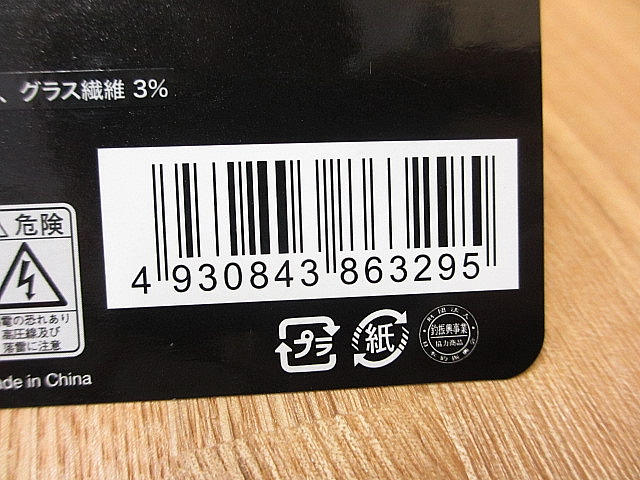 、グラス繊維 3%
4 930843 863295
危険
電の恐れあり
高圧線及び
落雷に注意
ade in China
プラ
紙
釣振興事業
協力商品